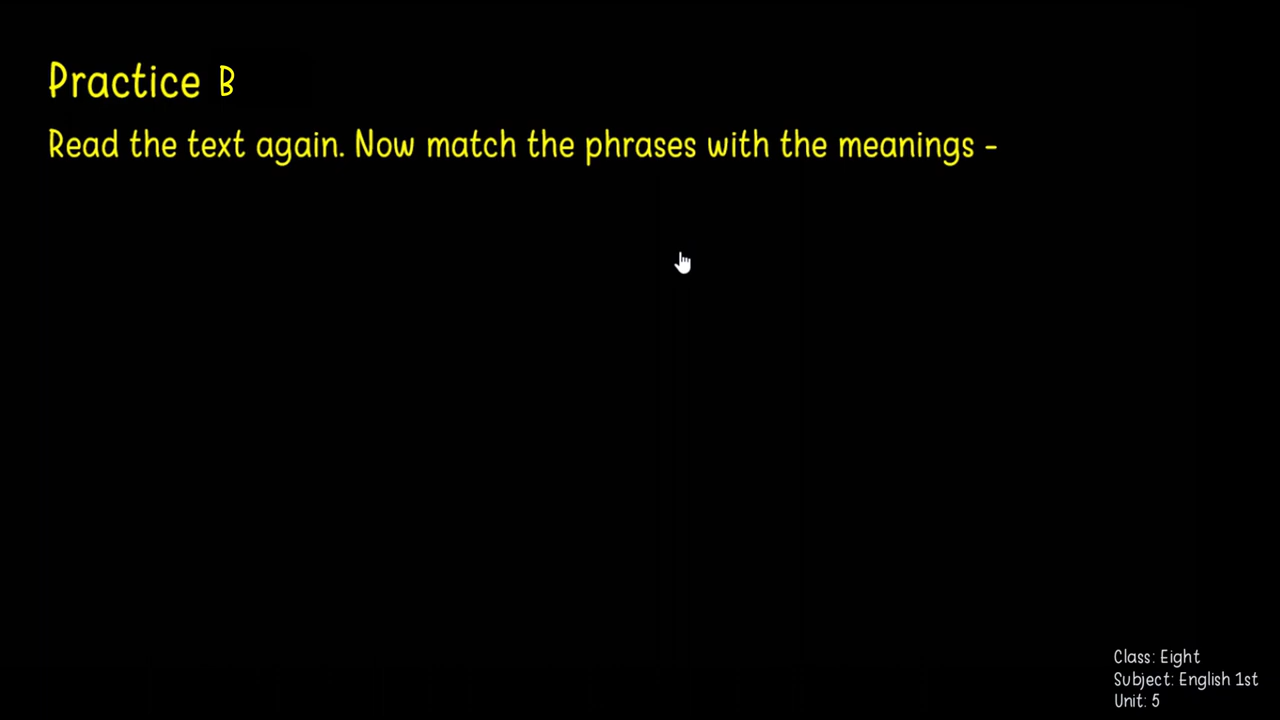 Practice B
Read the text again. Now match the phrases with the meanings -
Class: Eight
Subject: English 1st
Unit: 5